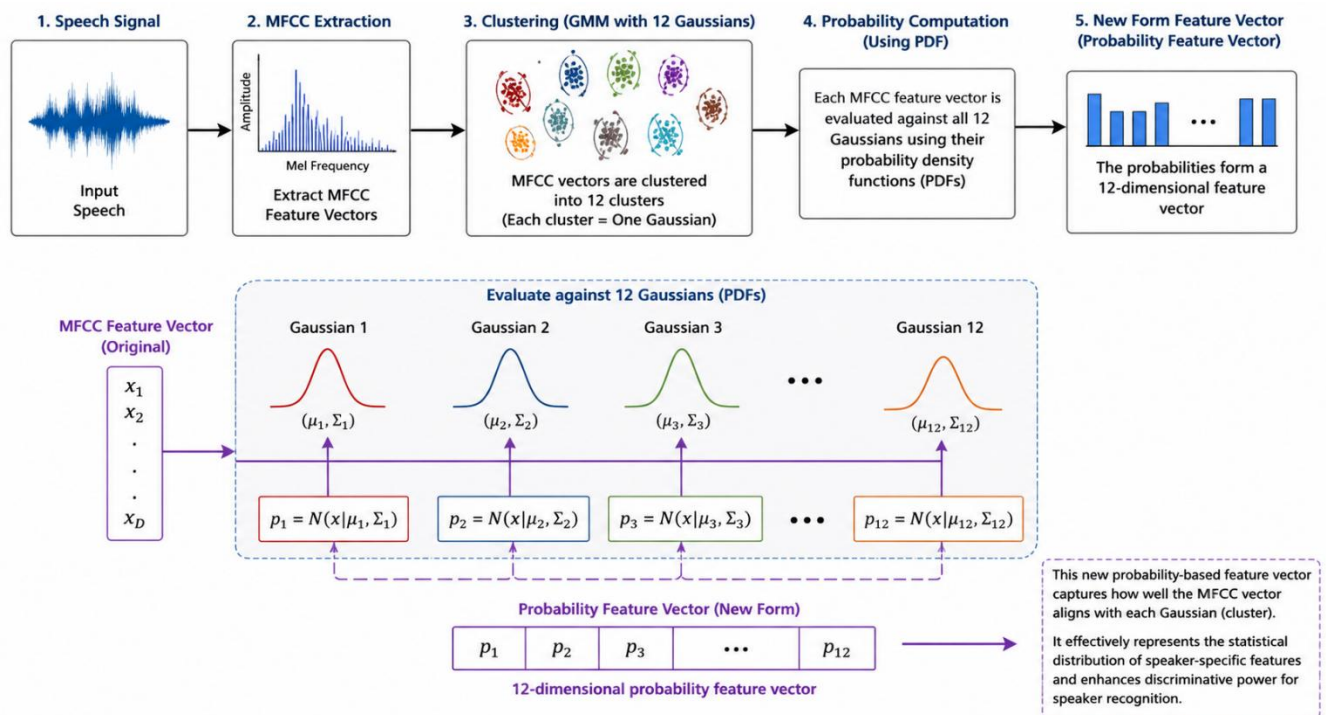 1. Speech Signal
Input
Speech
2. MFCC Extraction
Amplitude
Mel Frequency
Extract MFCC
Feature Vectors
3. Clustering (GMM with 12 Gaussians)
MFCC vectors are clustered
into 12 clusters
(Each cluster = One Gaussian)
4. Probability Computation
(Using PDF)
Each MFCC feature vector is
evaluated against all 12
Gaussians using their
probability density
functions (PDFs)
5. New Form Feature Vector
(Probability Feature Vector)
...
The probabilities form a
12-dimensional feature
vector
MFCC Feature Vector
(Original)
x₁
x₂
.
.
.
x_D
Evaluate against 12 Gaussians (PDFs)
Gaussian 1 Gaussian 2 Gaussian 3 ... Gaussian 12
(μ₁, Σ₁) (μ₂, Σ₂) (μ₃, Σ₃) (μ₁₂, Σ₁₂)
p₁ = N(x|μ₁, Σ₁) p₂ = N(x|μ₂, Σ₂) p₃ = N(x|μ₃, Σ₃) ... p₁₂ = N(x|μ₁₂, Σ₁₂)
Probability Feature Vector (New Form)
p₁ p₂ p₃ ... p₁₂
12-dimensional probability feature vector
This new probability-based feature vector
captures how well the MFCC vector
aligns with each Gaussian (cluster).
It effectively represents the statistical
distribution of speaker-specific features
and enhances discriminative power for
speaker recognition.